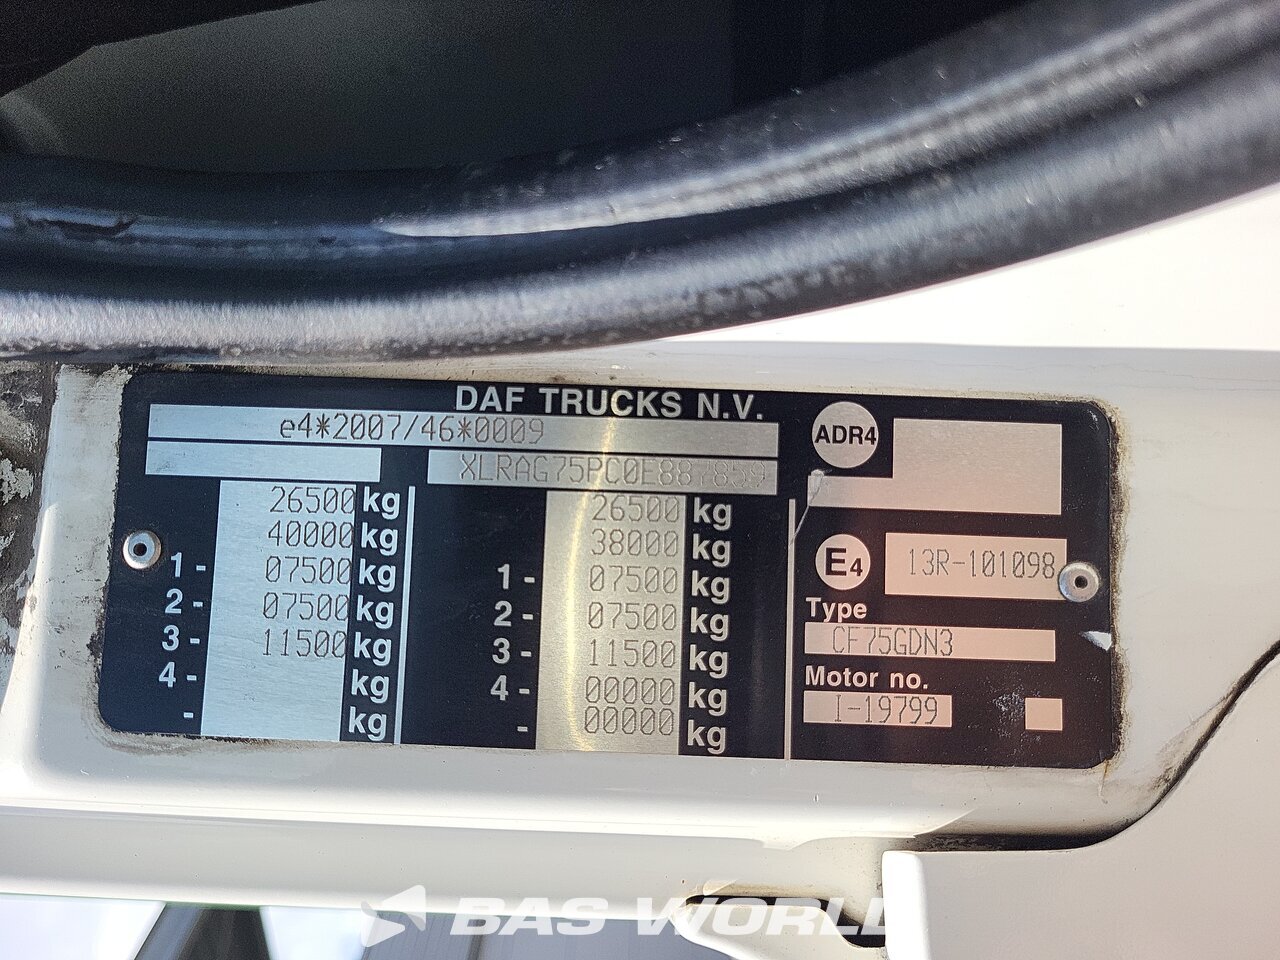 DAF TRUCKS N.V.
e4*2007/46*0009
XLRAG75PC0E887859
26500 kg
40000 kg
1- 07500 kg
2- 07500 kg
3- 11500 kg
4- kg
- kg
26500 kg
38000 kg
1- 07500 kg
2- 07500 kg
3- 11500 kg
4- 00000 kg
- 00000 kg
ADR4
E4 13R-101098
Type
CF75GDN3
Motor no.
I-19799
BAS WORLD